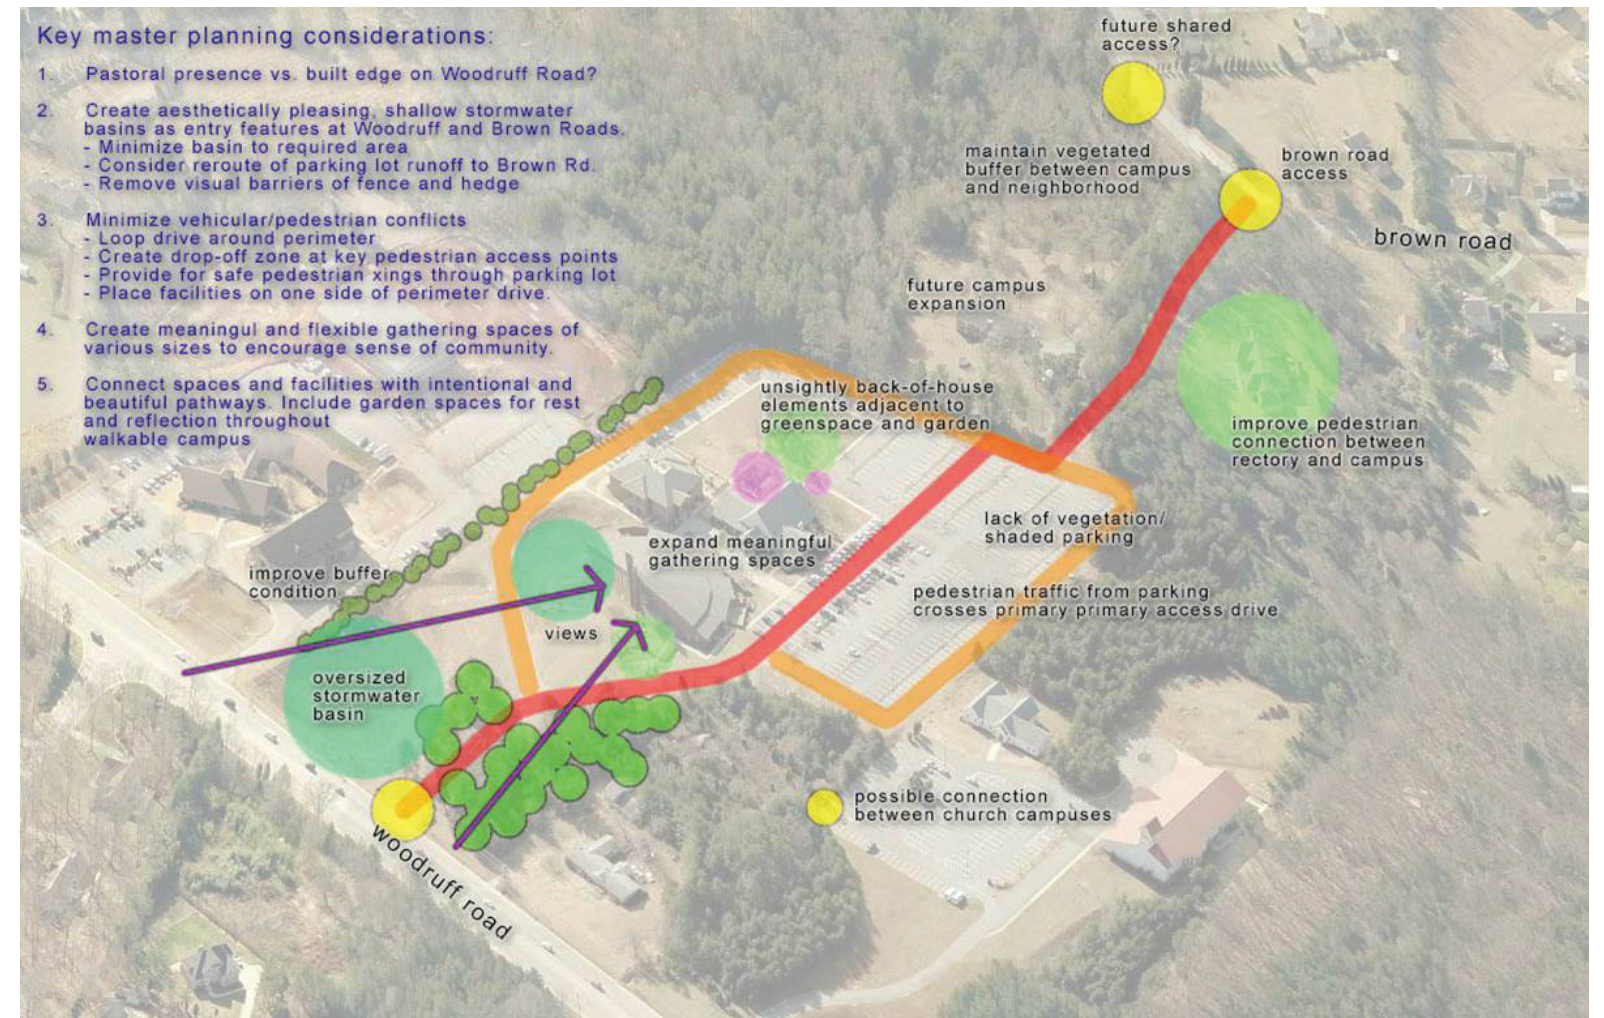 Key master planning considerations:
1. Pastoral presence vs. built edge on Woodruff Road?
2. Create aesthetically pleasing, shallow stormwater
basins as entry features at Woodruff and Brown Roads.
- Minimize basin to required area
- Consider reroute of parking lot runoff to Brown Rd.
- Remove visual barriers of fence and hedge
3. Minimize vehicular/pedestrian conflicts
- Loop drive around perimeter
- Create drop-off zone at key pedestrian access points
- Provide for safe pedestrian xings through parking lot
- Place facilities on one side of perimeter drive.
4. Create meaningul and flexible gathering spaces of
various sizes to encourage sense of community.
5. Connect spaces and facilities with intentional and
beautiful pathways. Include garden spaces for rest
and reflection throughout
walkable campus
future shared
access?
maintain vegetated
buffer between campus
and neighborhood
brown road
access
brown road
future campus
expansion
unsightly back-of-house
elements adjacent to
greenspace and garden
improve pedestrian
connection between
rectory and campus
lack of vegetation/
shaded parking
expand meaningful
gathering spaces
improve buffer
condition
pedestrian traffic from parking
crosses primary primary access drive
views
oversized
stormwater
basin
possible connection
between church campuses
woodruff road